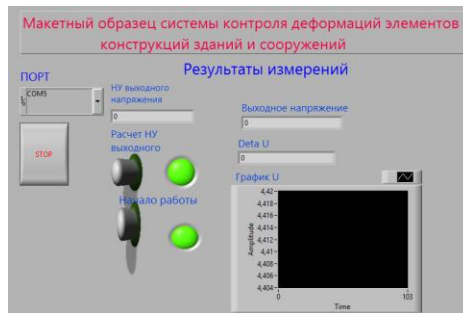 Макетный образец системы контроля деформаций элементов
конструкций зданий и сооружений
Результаты измерений
ПОРТ
COM5
STOP
НУ выходного
напряжения
0
Расчет НУ
выходного
Начало работы
Выходное напряжение
0
Deta U
0
График U
4,42
4,418
4,416
4,414
4,412
4,41
4,408
4,406
4,404
Amplitude
0
103
Time